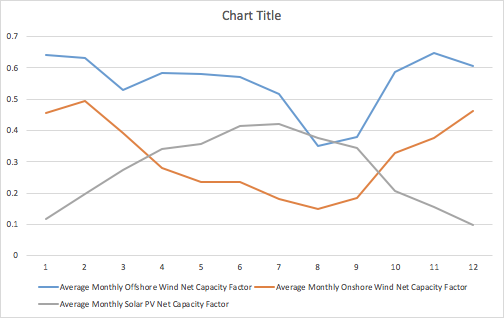 Chart Title
0.7
0.6
0.5
0.4
0.3
0.2
0.1
0
1 2 3 4 5 6 7 8 9 10 11 12
Average Monthly Offshore Wind Net Capacity Factor Average Monthly Onshore Wind Net Capacity Factor
Average Monthly Solar PV Net Capacity Factor